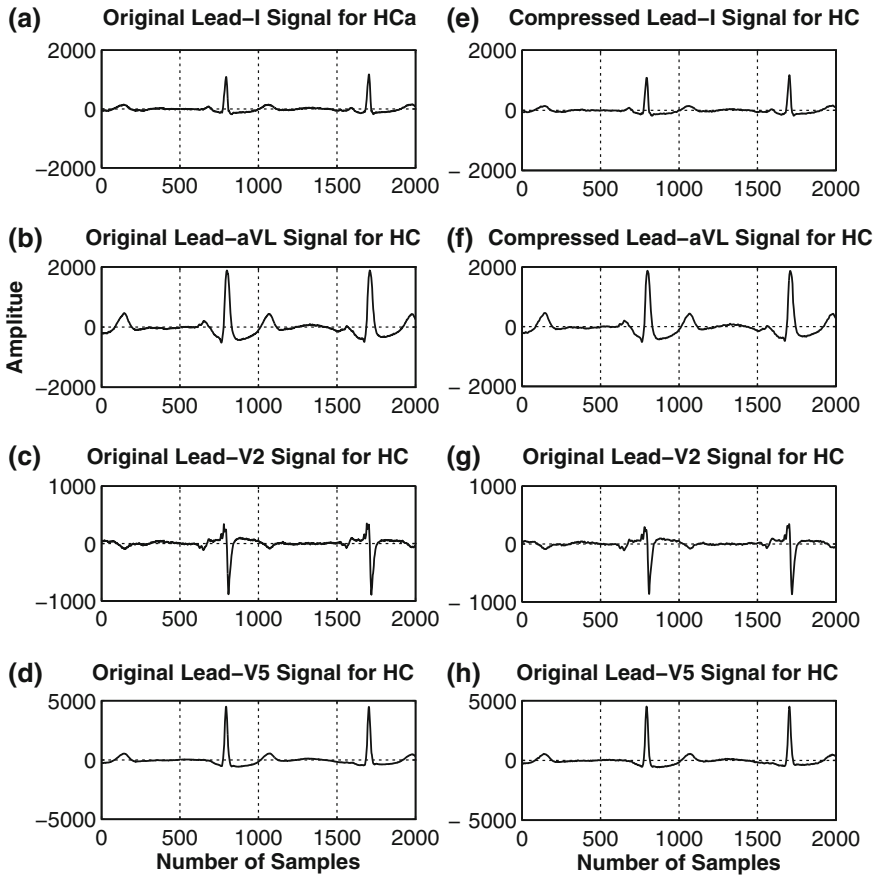 (a) Original Lead-I Signal for HCa
2000
0
−2000
0 500 1000 1500 2000
(e) Compressed Lead-I Signal for HC
2000
0
− 2000
0 500 1000 1500 2000
(b) Original Lead-aVL Signal for HC
2000
0
−2000
0 500 1000 1500 2000
(f) Compressed Lead-aVL Signal for HC
2000
0
− 2000
0 500 1000 1500 2000
Amplitue
(c) Original Lead-V2 Signal for HC
1000
0
−1000
0 500 1000 1500 2000
(g) Original Lead-V2 Signal for HC
1000
0
− 1000
0 500 1000 1500 2000
(d) Original Lead-V5 Signal for HC
5000
0
−5000
0 500 1000 1500 2000
Number of Samples
(h) Original Lead-V5 Signal for HC
5000
0
− 5000
0 500 1000 1500 2000
Number of Samples